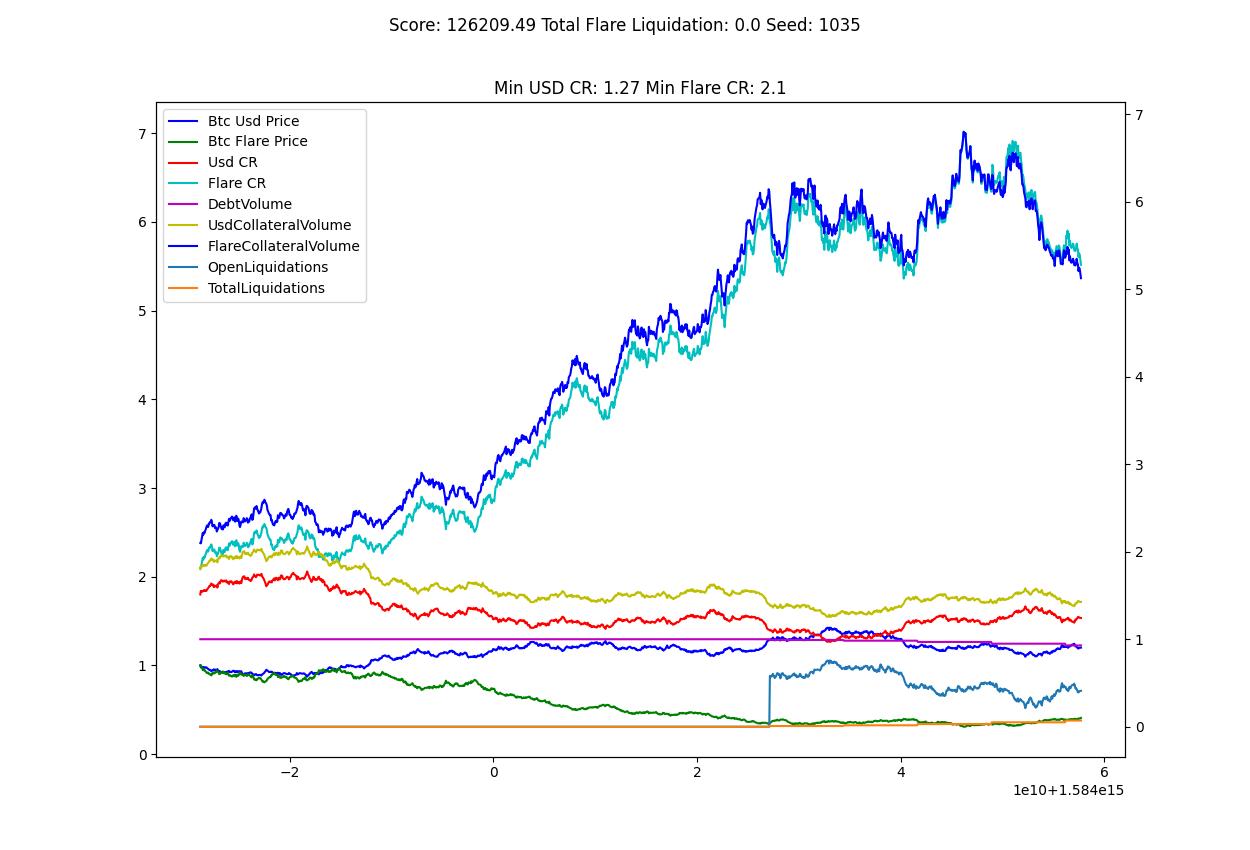 Score: 126209.49 Total Flare Liquidation: 0.0 Seed: 1035
Min USD CR: 1.27 Min Flare CR: 2.1
Btc Usd Price
Btc Flare Price
Usd CR
Flare CR
DebtVolume
UsdCollateralVolume
FlareCollateralVolume
OpenLiquidations
TotalLiquidations
7
6
5
4
3
2
1
0
7
6
5
4
3
2
1
0
−2
0
2
4
6
1e10+1.584e15